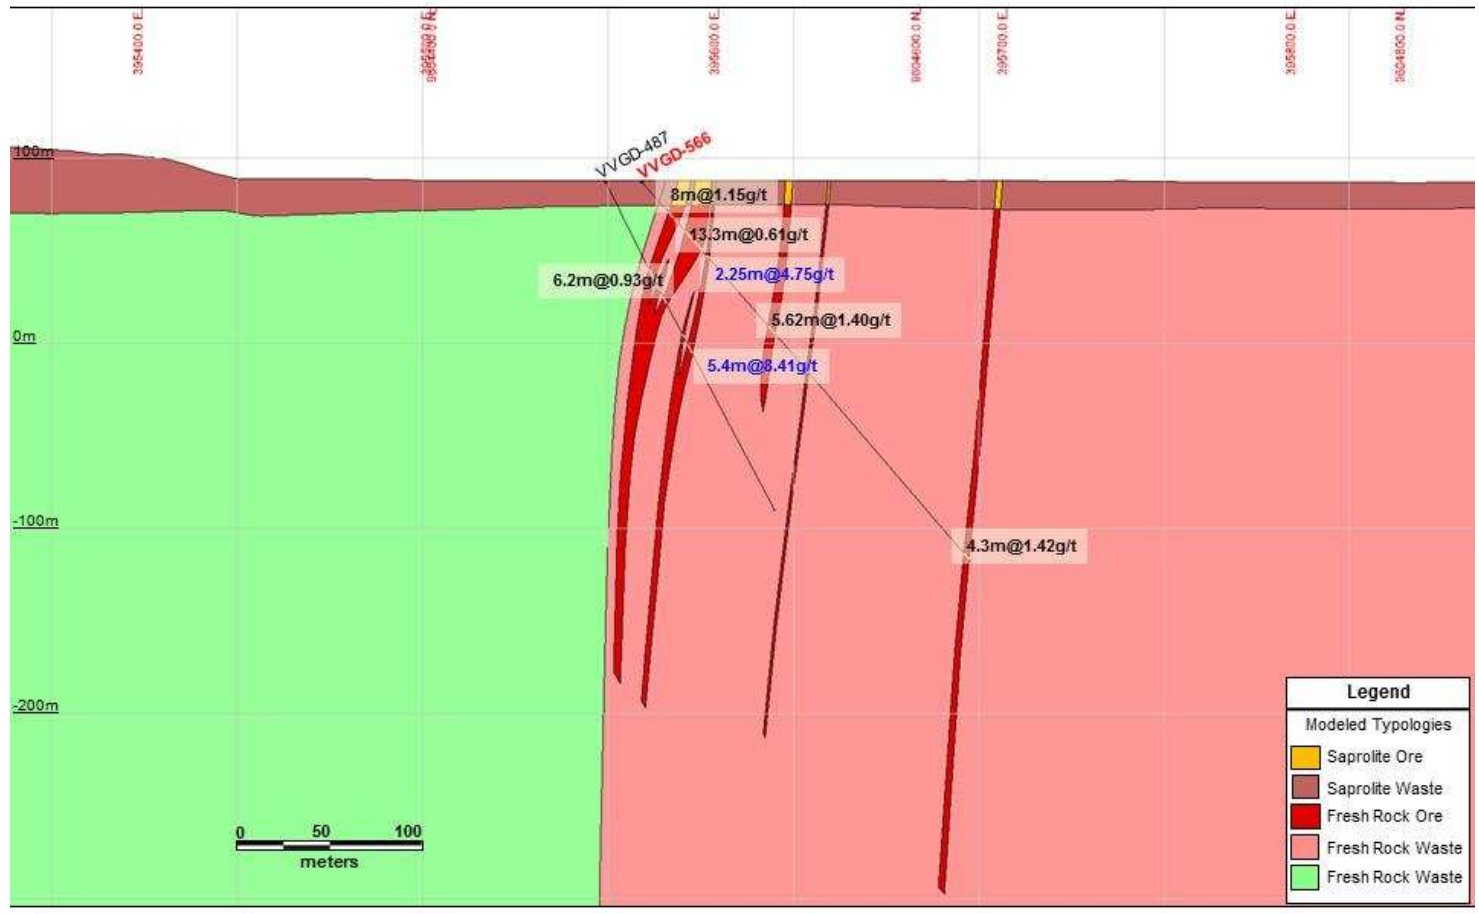 395400.0 E
395600.0 E
9604600.0 N
395700.0 E
395800.0 E
9604800.0 N
100m
VVGD-487
VVGD-566
8m@1.15g/t
13.3m@0.61g/t
6.2m@0.93g/t
2.25m@4.75g/t
5.62m@1.40g/t
0m
5.4m@8.41g/t
-100m
4.3m@1.42g/t
-200m
0 50 100
meters
Legend
Modeled Typologies
Saprolite Ore
Saprolite Waste
Fresh Rock Ore
Fresh Rock Waste
Fresh Rock Waste